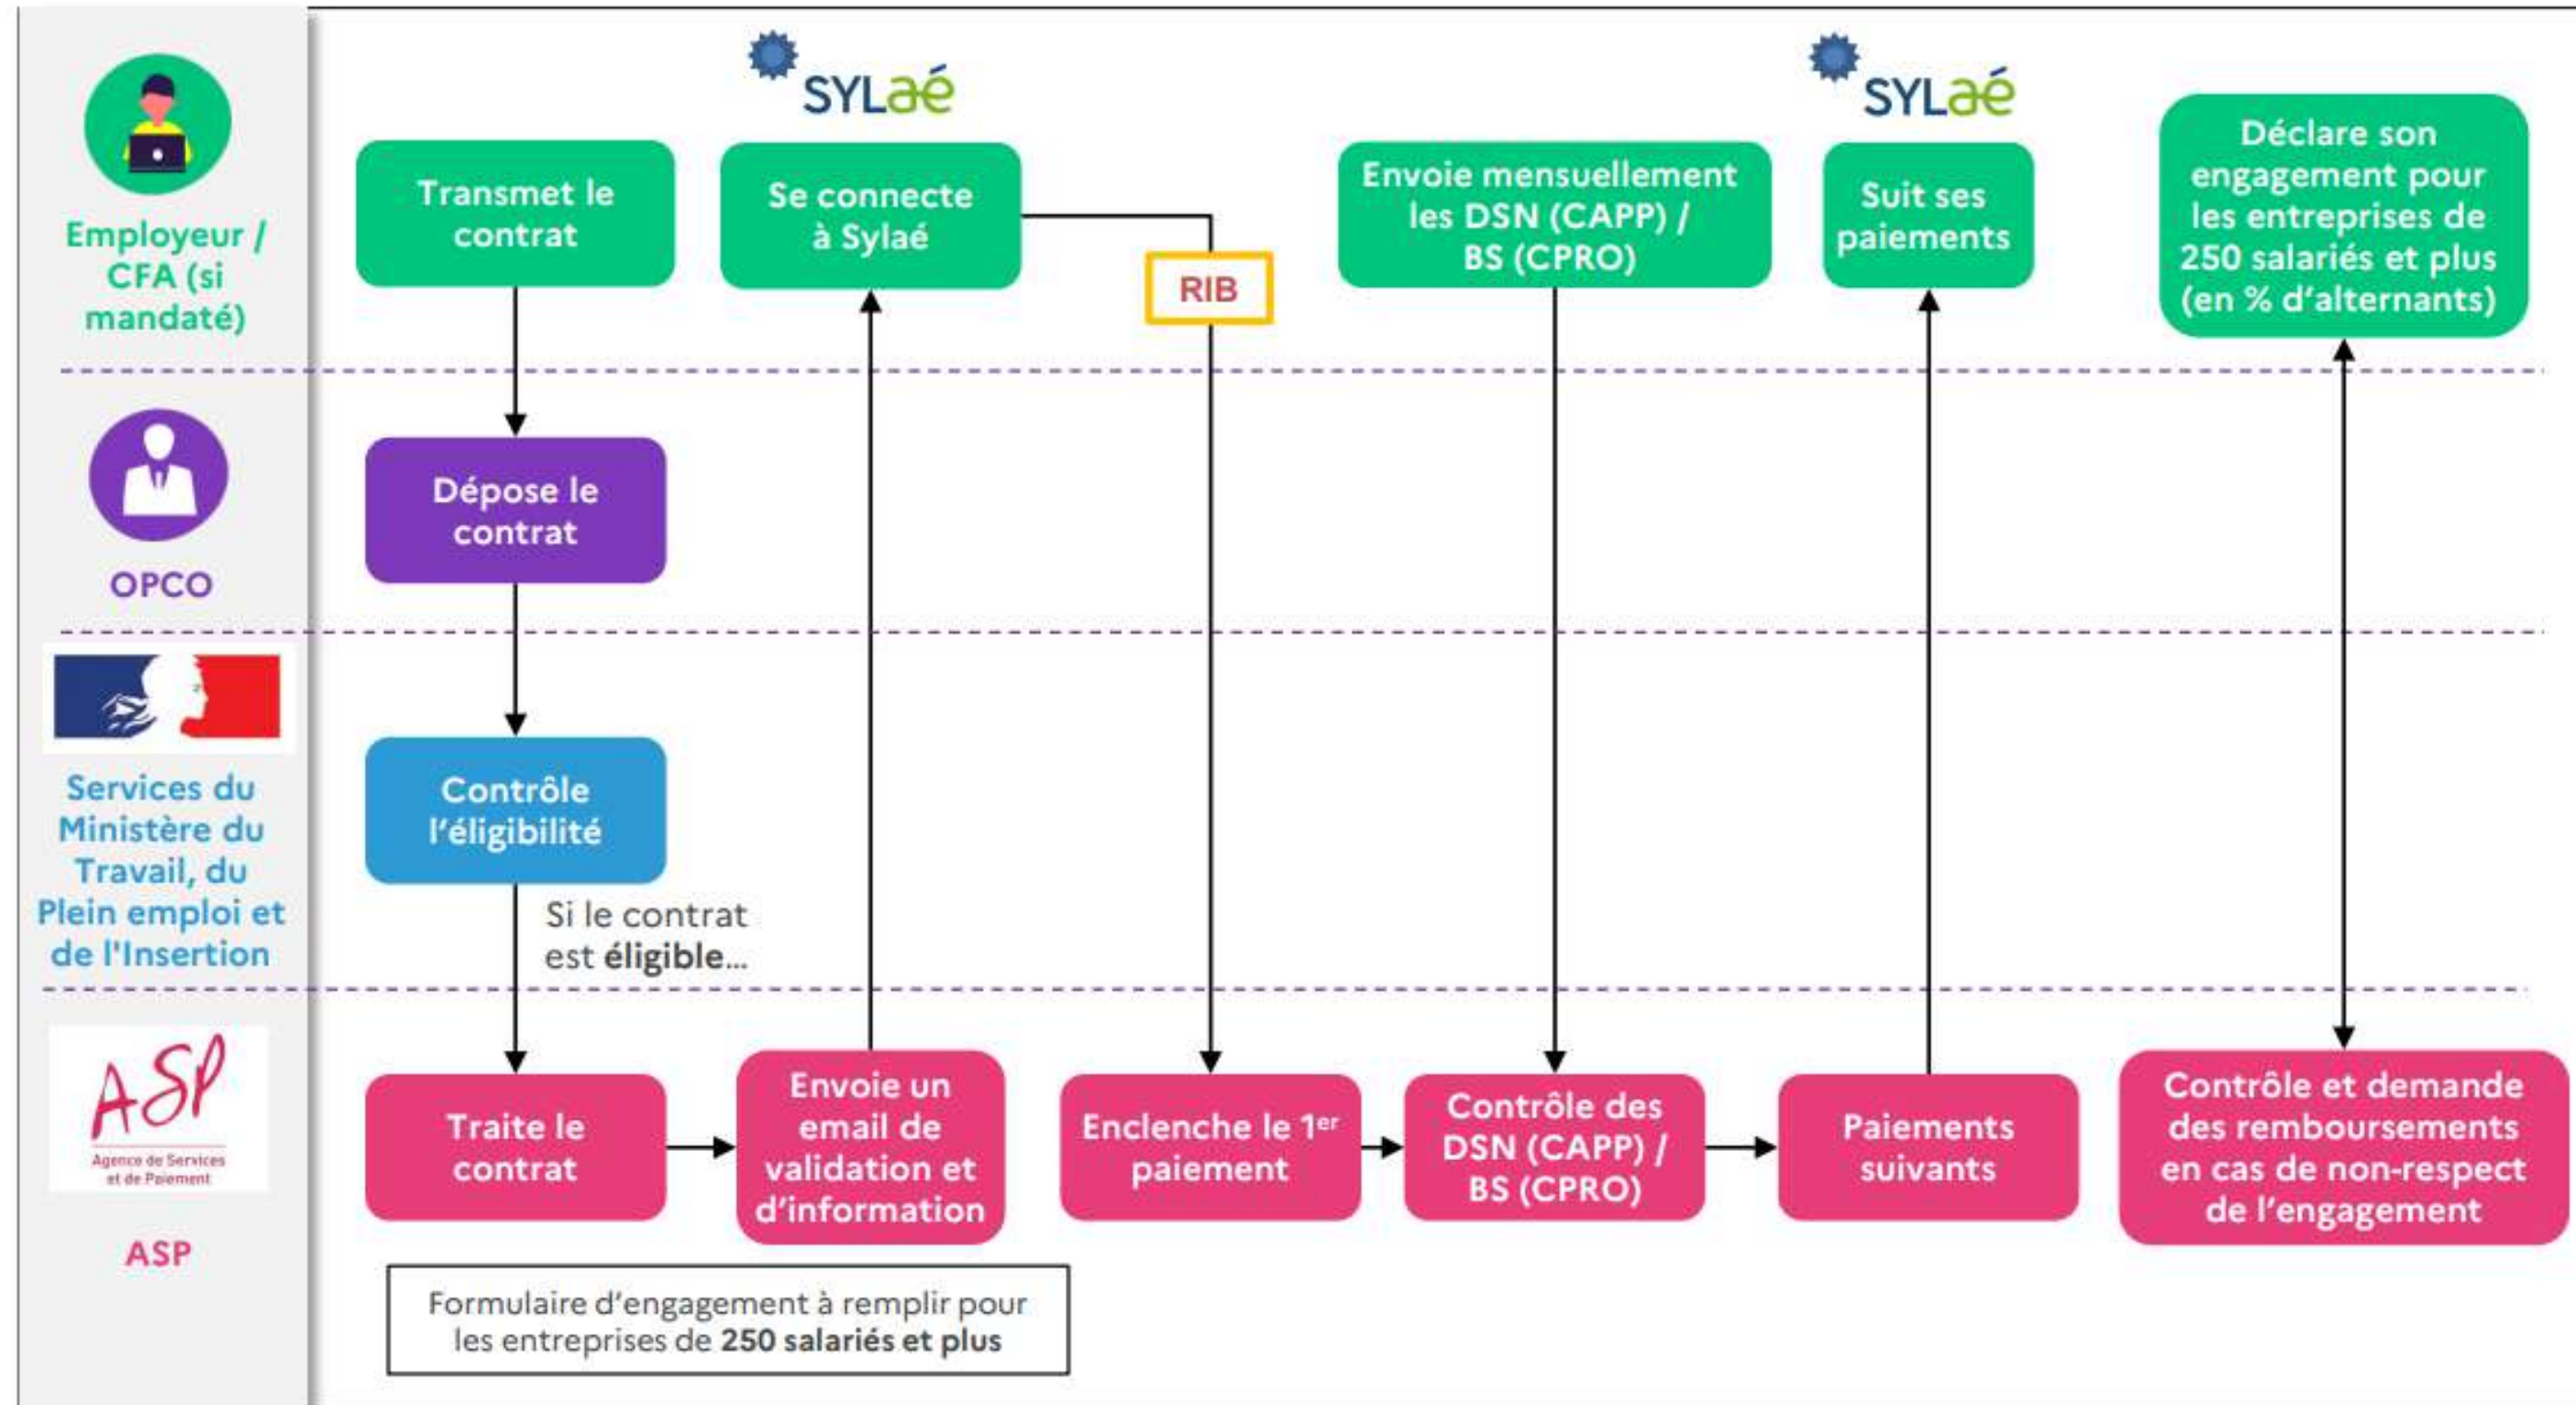 SYLaé
SYLaé
Employeur /
CFA (si
mandaté)
Transmet le
contrat
Se connecte
à Sylaé
RIB
Envoie mensuellement
les DSN (CAPP) /
BS (CPRO)
Suit ses
paiements
Déclare son
engagement pour
les entreprises de
250 salariés et plus
(en % d'alternants)
OPCO
Dépose le
contrat
Services du
Ministère du
Travail, du
Plein emploi et
de l'Insertion
Contrôle
l'éligibilité
Si le contrat
est éligible...
ASP
Agence de Services
et de Paiement
ASP
Traite le
contrat
Envoie un
email de
validation et
d'information
Enclenche le 1er
paiement
Contrôle des
DSN (CAPP) /
BS (CPRO)
Paiements
suivants
Contrôle et demande
des remboursements
en cas de non-respect
de l'engagement
Formulaire d'engagement à remplir pour
les entreprises de 250 salariés et plus